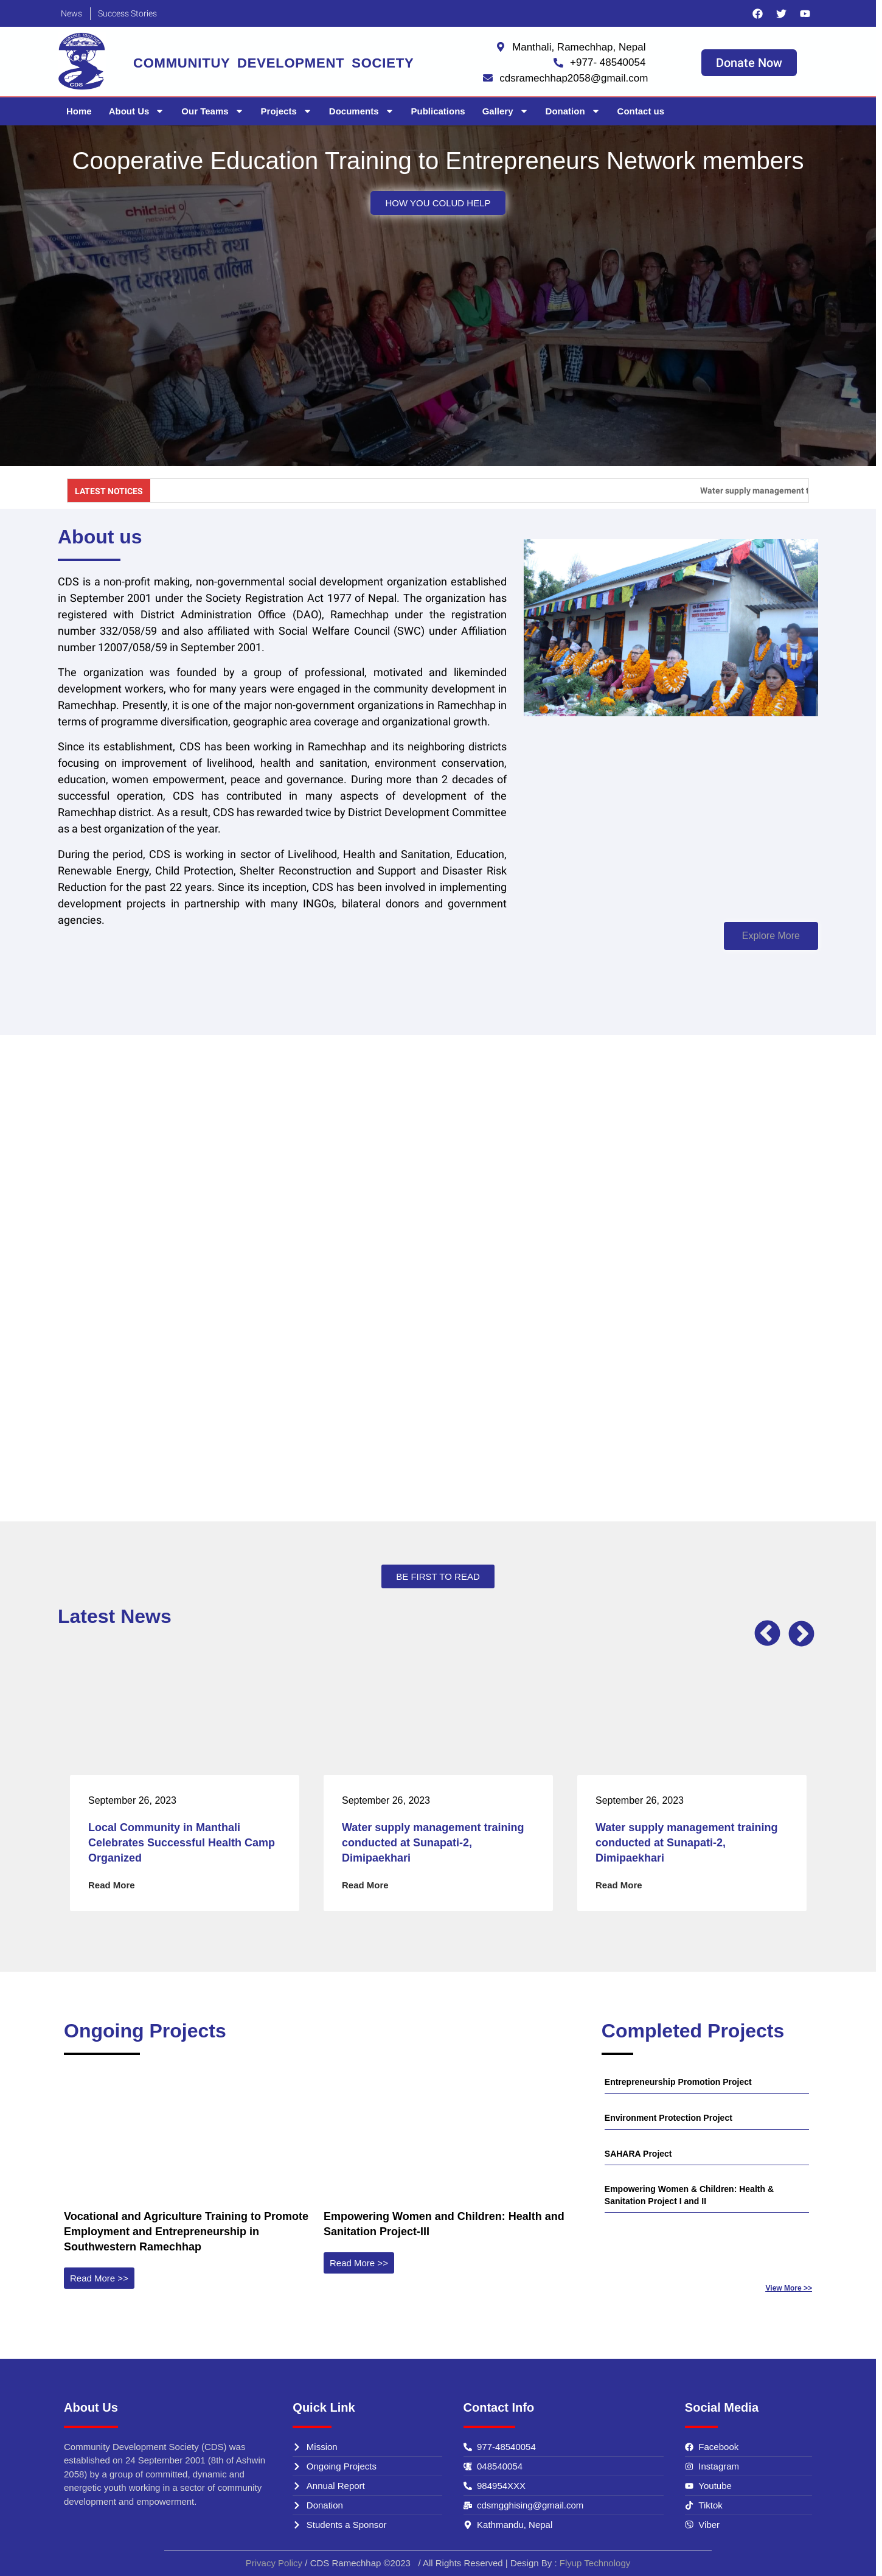 News
Success Stories
COMMUNITUY DEVELOPMENT SOCIETY
CDS
Manthali, Ramechhap, Nepal
+977- 48540054
cdsramechhap2058@gmail.com
Donate Now
Home
About Us
Our Teams
Projects
Documents
Publications
Gallery
Donation
Contact us
Cooperative Education Training to Entrepreneurs Network members
HOW YOU COLUD HELP
childaid
LATEST NOTICES
Water supply management t
About us
CDS is a non-profit making, non-governmental social development organization established
in September 2001 under the Society Registration Act 1977 of Nepal. The organization has
registered with District Administration Office (DAO), Ramechhap under the registration
number 332/058/59 and also affiliated with Social Welfare Council (SWC) under Affiliation
number 12007/058/59 in September 2001.
The organization was founded by a group of professional, motivated and likeminded
development workers, who for many years were engaged in the community development in
Ramechhap. Presently, it is one of the major non-government organizations in Ramechhap in
terms of programme diversification, geographic area coverage and organizational growth.
Since its establishment, CDS has been working in Ramechhap and its neighboring districts
focusing on improvement of livelihood, health and sanitation, environment conservation,
education, women empowerment, peace and governance. During more than 2 decades of
successful operation, CDS has contributed in many aspects of development of the
Ramechhap district. As a result, CDS has rewarded twice by District Development Committee
as a best organization of the year.
During the period, CDS is working in sector of Livelihood, Health and Sanitation, Education,
Renewable Energy, Child Protection, Shelter Reconstruction and Support and Disaster Risk
Reduction for the past 22 years. Since its inception, CDS has been involved in implementing
development projects in partnership with many INGOs, bilateral donors and government
agencies.
Explore More
BE FIRST TO READ
Latest News
September 26, 2023
Local Community in Manthali
Celebrates Successful Health Camp
Organized
Read More
September 26, 2023
Water supply management training
conducted at Sunapati-2,
Dimipaekhari
Read More
September 26, 2023
Water supply management training
conducted at Sunapati-2,
Dimipaekhari
Read More
Ongoing Projects
Vocational and Agriculture Training to Promote
Employment and Entrepreneurship in
Southwestern Ramechhap
Read More >>
Empowering Women and Children: Health and
Sanitation Project-III
Read More >>
Completed Projects
Entrepreneurship Promotion Project
Environment Protection Project
SAHARA Project
Empowering Women & Children: Health &
Sanitation Project I and II
View More >>
About Us
Community Development Society (CDS) was
established on 24 September 2001 (8th of Ashwin
2058) by a group of committed, dynamic and
energetic youth working in a sector of community
development and empowerment.
Quick Link
Mission
Ongoing Projects
Annual Report
Donation
Students a Sponsor
Contact Info
977-48540054
048540054
984954XXX
cdsmgghising@gmail.com
Kathmandu, Nepal
Social Media
Facebook
Instagram
Youtube
Tiktok
Viber
Privacy Policy / CDS Ramechhap ©2023 / All Rights Reserved | Design By : Flyup Technology